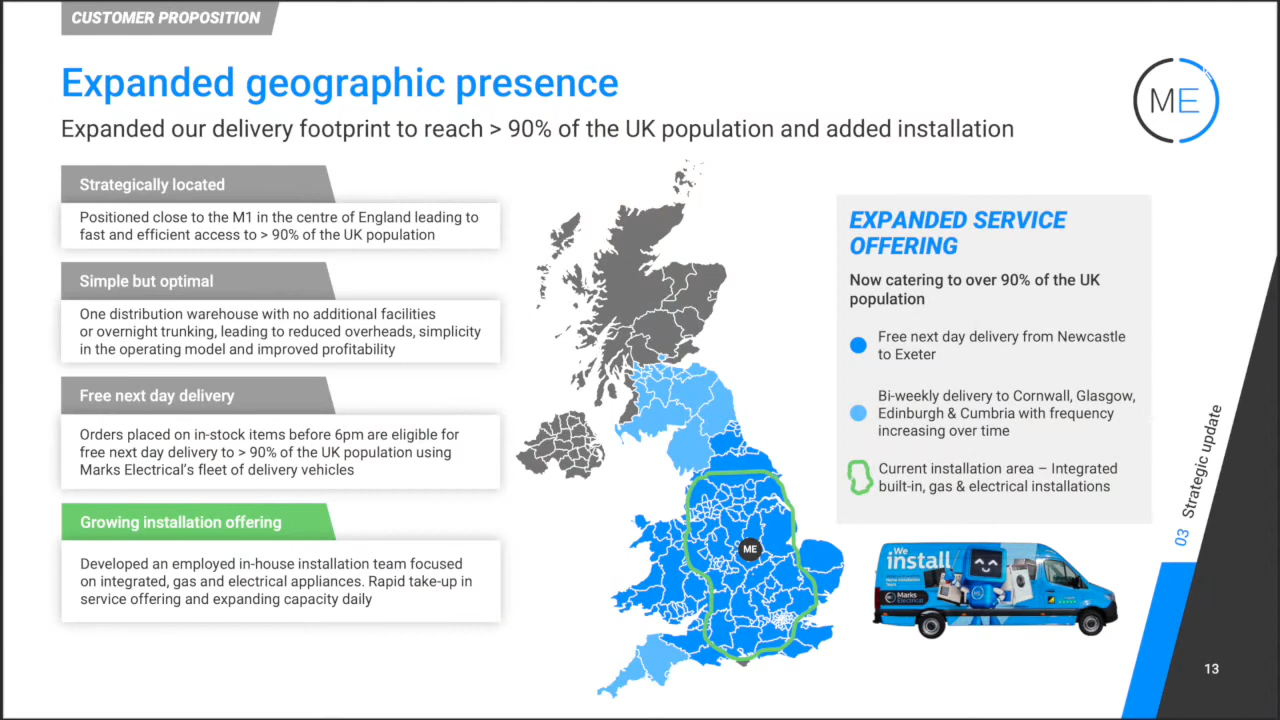 CUSTOMER PROPOSITION
Expanded geographic presence
Expanded our delivery footprint to reach > 90% of the UK population and added installation
ME
Strategically located
Positioned close to the M1 in the centre of England leading to
fast and efficient access to > 90% of the UK population
Simple but optimal
One distribution warehouse with no additional facilities
or overnight trunking, leading to reduced overheads, simplicity
in the operating model and improved profitability
Free next day delivery
Orders placed on in-stock items before 6pm are eligible for
free next day delivery to > 90% of the UK population using
Marks Electrical's fleet of delivery vehicles
Growing installation offering
Developed an employed in-house installation team focused
on integrated, gas and electrical appliances. Rapid take-up in
service offering and expanding capacity daily
ME
EXPANDED SERVICE
OFFERING
Now catering to over 90% of the UK
population
Free next day delivery from Newcastle
to Exeter
Bi-weekly delivery to Cornwall, Glasgow,
Edinburgh & Cumbria with frequency
increasing over time
Current installation area – Integrated
built-in, gas & electrical installations
We
install
Marks
Electrical
03 Strategic update
13